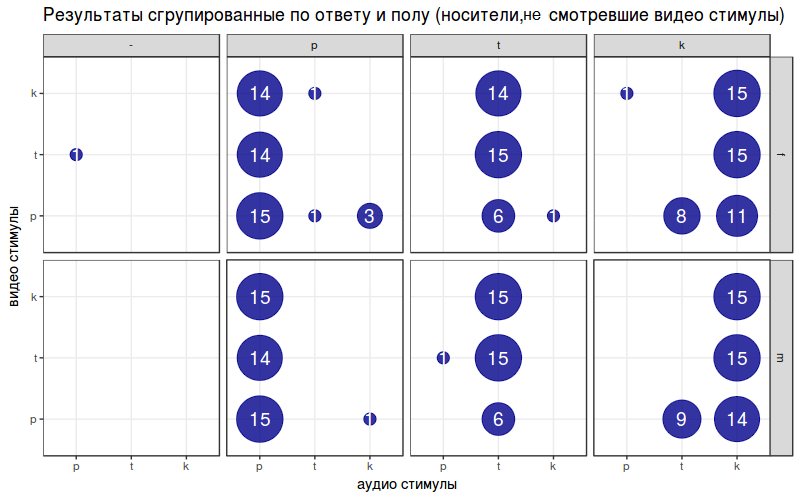 Результаты сгрупированные по ответу и полу (носители,не смотревшие видео стимулы)
- p t k
k 14 1 14 1 15 f
t 1 14 15 15
p 15 1 3 6 1 8 11
видео стимулы
k 15 15 15 m
t 14 1 15 15
p 15 1 6 9 14
p t k p t k p t k p t k
аудио стимулы